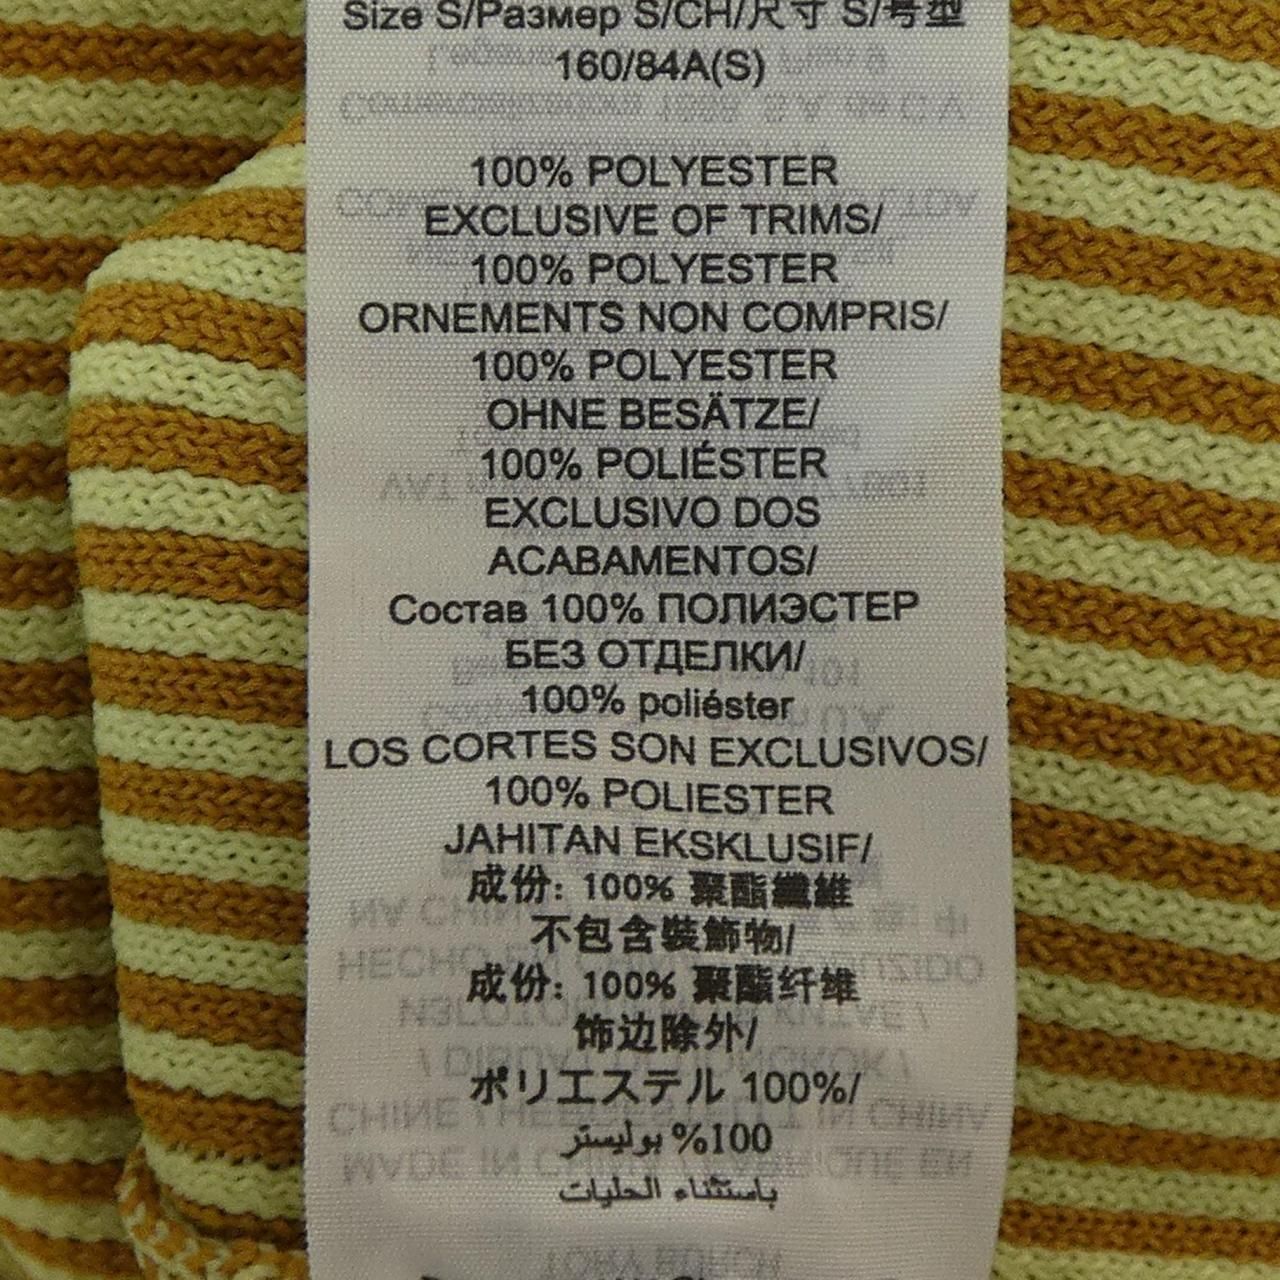 Size S/Размер S/CH/尺寸 S/号型
160/84A(S)
100% POLYESTER
EXCLUSIVE OF TRIMS/
100% POLYESTER
ORNEMENTS NON COMPRIS/
100% POLYESTER
OHNE BESÄTZE/
100% POLIÉSTER
EXCLUSIVO DOS
ACABAMENTOS/
Состав 100% ПОЛИЭСТЕР
БЕЗ ОТДЕЛКИ/
100% poliéster
LOS CORTES SON EXCLUSIVOS/
100% POLIESTER
JAHITAN EKSKLUSIF/
成份: 100% 聚酯纖維
不包含裝飾物/
成份: 100% 聚酯纤维
饰边除外/
ポリエステル 100%/
100% بوليستر
باستثناء الحليات